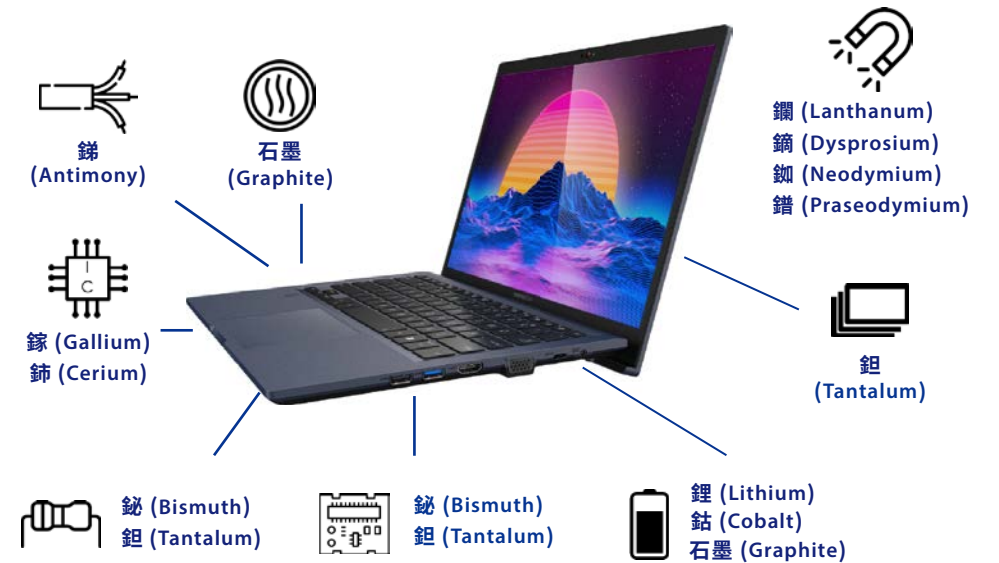 銻
(Antimony)
石墨
(Graphite)
鑭 (Lanthanum)
鏑 (Dysprosium)
釹 (Neodymium)
鐠 (Praseodymium)
I
C
鎵 (Gallium)
鈰 (Cerium)
鉭
(Tantalum)
鉍 (Bismuth)
鉭 (Tantalum)
鉍 (Bismuth)
鉭 (Tantalum)
鋰 (Lithium)
鈷 (Cobalt)
石墨 (Graphite)